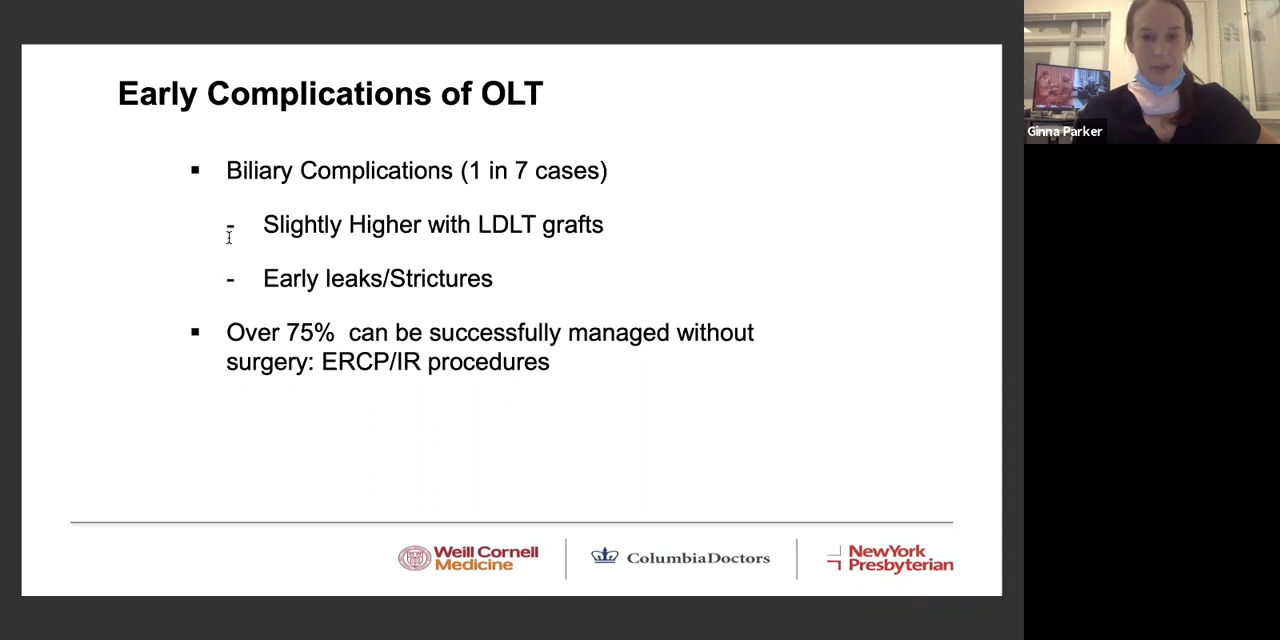 Early Complications of OLT
▪ Biliary Complications (1 in 7 cases)
- Slightly Higher with LDLT grafts
- Early leaks/Strictures
▪ Over 75%  can be successfully managed without
surgery: ERCP/IR procedures
Weill Cornell
Medicine
ColumbiaDoctors
NewYork
Presbyterian
Ginna Parker